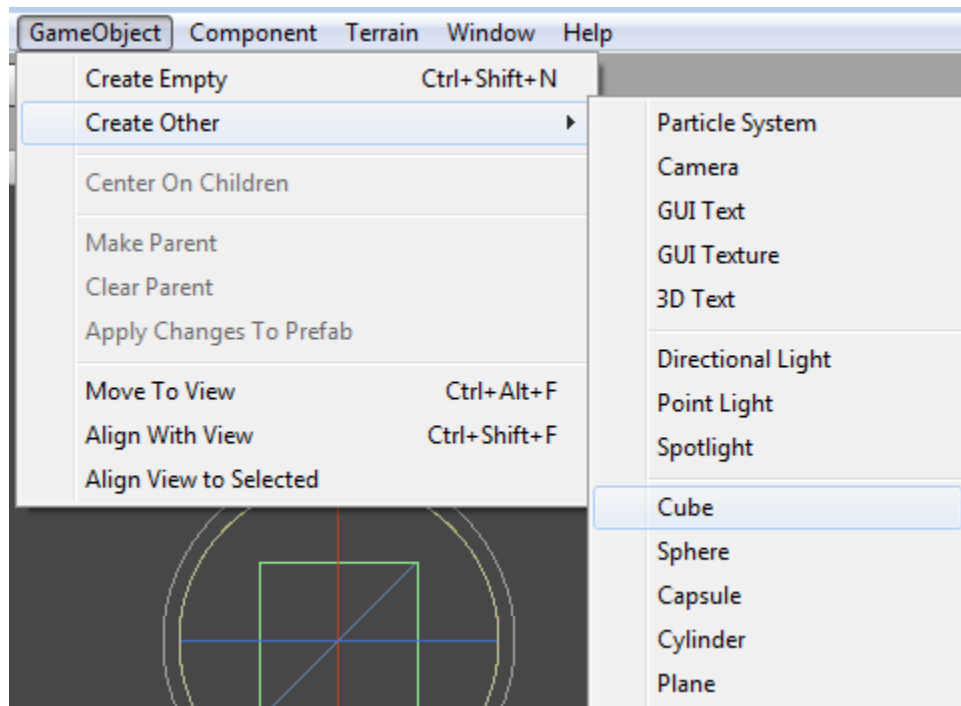 GameObject Component Terrain Window Help
Create Empty Ctrl+Shift+N
Create Other
Center On Children
Make Parent
Clear Parent
Apply Changes To Prefab
Move To View Ctrl+Alt+F
Align With View Ctrl+Shift+F
Align View to Selected
Particle System
Camera
GUI Text
GUI Texture
3D Text
Directional Light
Point Light
Spotlight
Cube
Sphere
Capsule
Cylinder
Plane